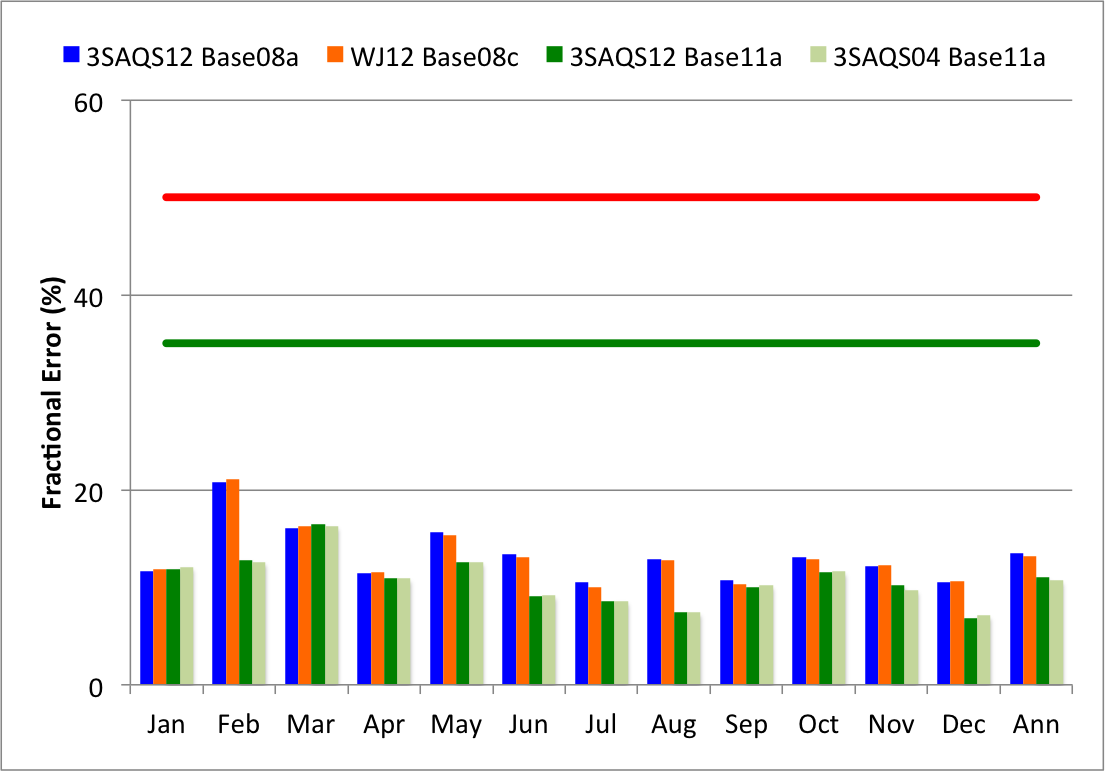 3SAQS12 Base08a WJ12 Base08c 3SAQS12 Base11a 3SAQS04 Base11a
60
40
20
0
Fractional Error (%)
Jan Feb Mar Apr May Jun Jul Aug Sep Oct Nov Dec Ann